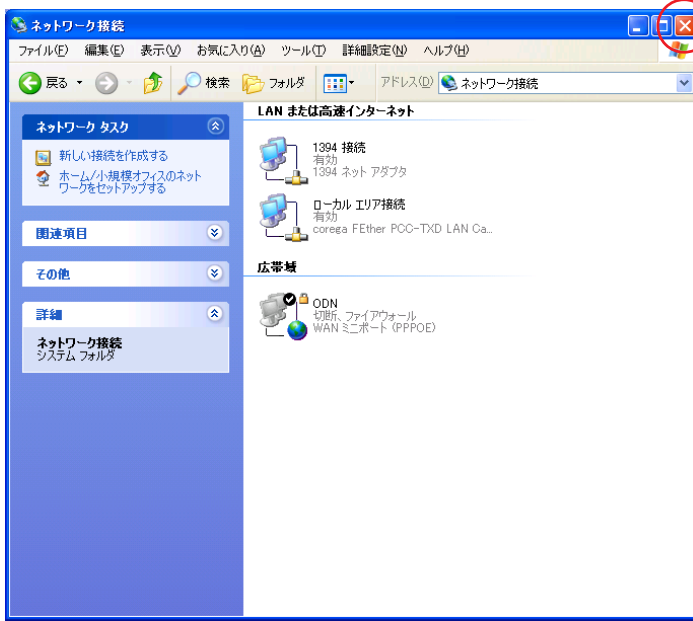 ネットワーク接続
ファイル(F) 編集(E) 表示(V) お気に入り(A) ツール(T) 詳細設定(N) ヘルプ(H)
戻る 検索 フォルダ アドレス(D) ネットワーク接続
ネットワーク タスク
新しい接続を作成する
ホーム/小規模オフィスのネット
ワークをセットアップする
関連項目
その他
詳細
ネットワーク接続
システム フォルダ
LAN または高速インターネット
1394 接続
有効
1394 ネット アダプタ
ローカル エリア接続
有効
corega FEther PCC-TXD LAN Ca...
広帯域
ODN
切断、ファイアウォール
WAN ミニポート (PPPOE)